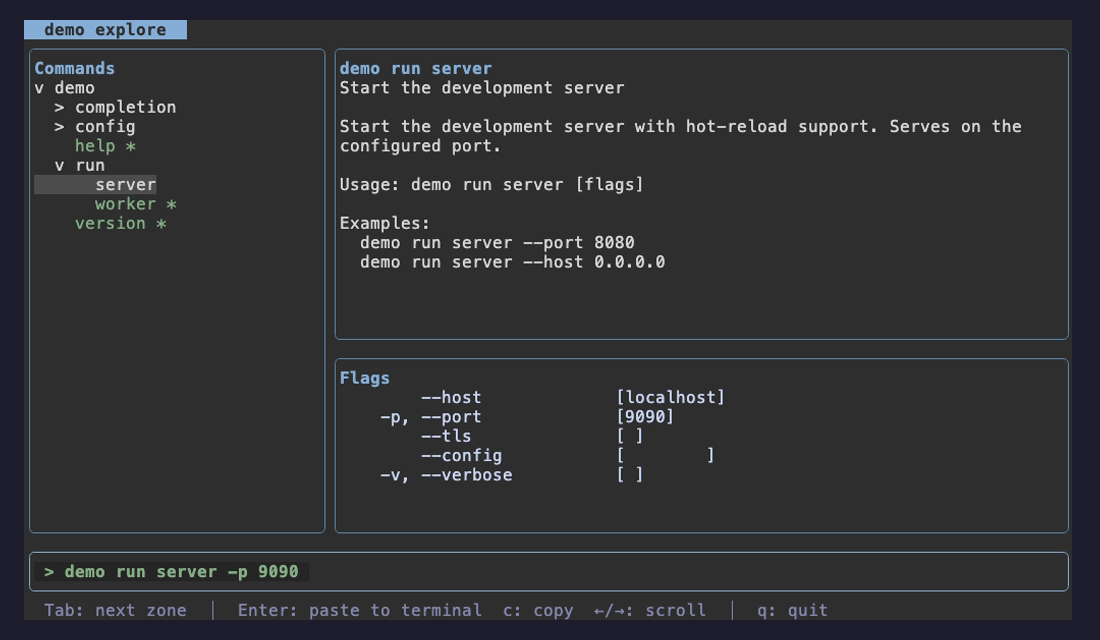 demo explore
Commands
v demo
> completion
> config
help *
v run
server
worker *
version *
demo run server
Start the development server
Start the development server with hot-reload support. Serves on the
configured port.
Usage: demo run server [flags]
Examples:
demo run server --port 8080
demo run server --host 0.0.0.0
Flags
--host [localhost]
-p, --port [9090]
--tls [ ]
--config [ ]
-v, --verbose [ ]
> demo run server -p 9090
Tab: next zone │ Enter: paste to terminal c: copy ←/→: scroll │ q: quit